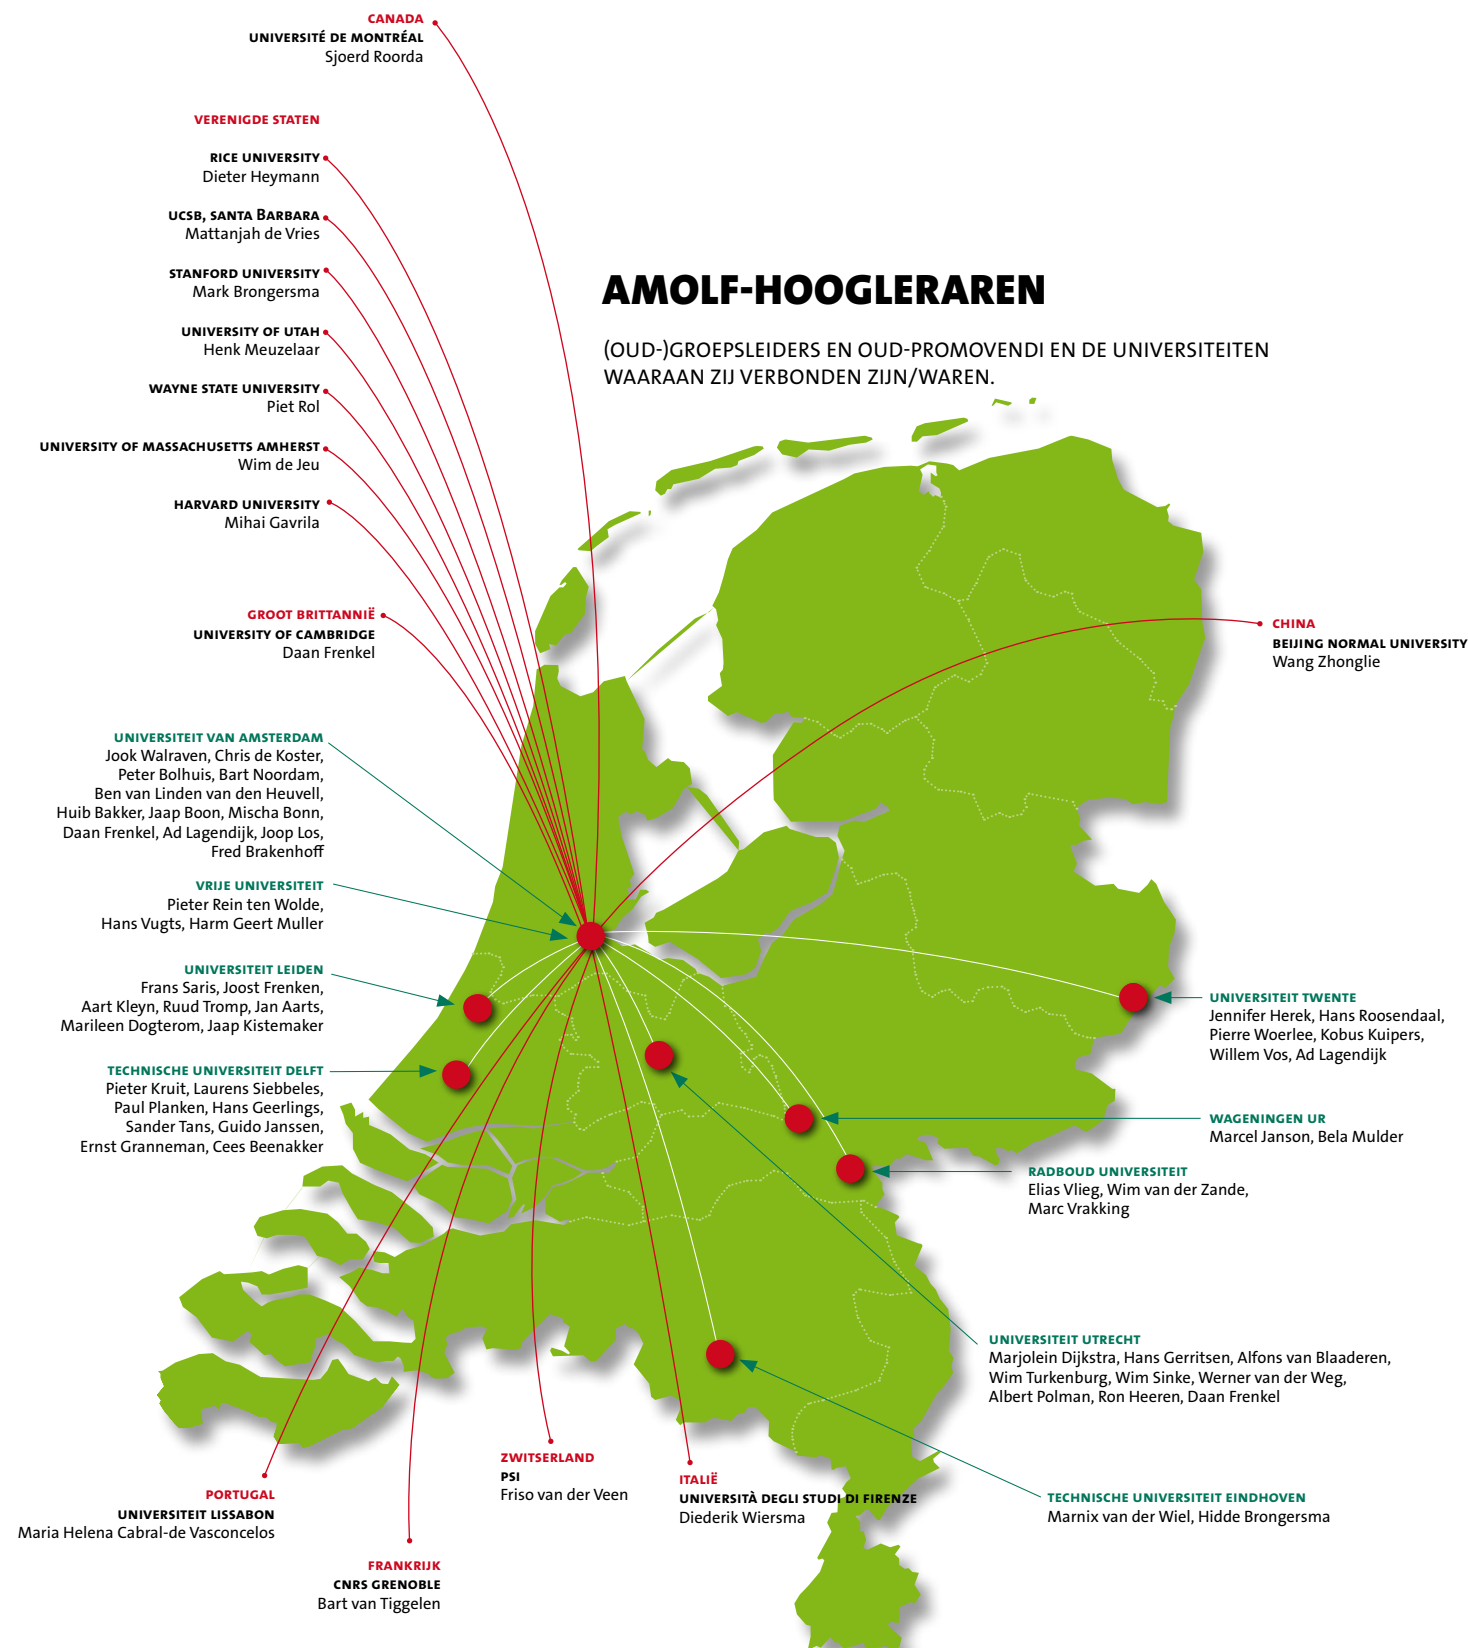 CANADA
UNIVERSITÉ DE MONTRÉAL
Sjoerd Roorda
VERENIGDE STATEN
RICE UNIVERSITY
Dieter Heymann
UCSB, SANTA BARBARA
Mattanjah de Vries
STANFORD UNIVERSITY
Mark Brongersma
UNIVERSITY OF UTAH
Henk Meuzelaar
WAYNE STATE UNIVERSITY
Piet Rol
UNIVERSITY OF MASSACHUSETTS AMHERST
Wim de Jeu
HARVARD UNIVERSITY
Mihai Gavrila
AMOLF-HOOGLERAREN
(OUD-)GROEPSLEIDERS EN OUD-PROMOVENDI EN DE UNIVERSITEITEN
WAARAAN ZIJ VERBONDEN ZIJN/WAREN.
GROOT BRITTANNIË
UNIVERSITY OF CAMBRIDGE
Daan Frenkel
CHINA
BEIJING NORMAL UNIVERSITY
Wang Zhonglie
UNIVERSITEIT VAN AMSTERDAM
Jook Walraven, Chris de Koster,
Peter Bolhuis, Bart Noordam,
Ben van Linden van den Heuvell,
Huib Bakker, Jaap Boon, Mischa Bonn,
Daan Frenkel, Ad Lagendijk, Joop Los,
Fred Brakenhoff
VRIJE UNIVERSITEIT
Pieter Rein ten Wolde,
Hans Vugts, Harm Geert Muller
UNIVERSITEIT LEIDEN
Frans Saris, Joost Frenken,
Aart Kleyn, Ruud Tromp, Jan Aarts,
Marileen Dogterom, Jaap Kistemaker
TECHNISCHE UNIVERSITEIT DELFT
Pieter Kruit, Laurens Siebbeles,
Paul Planken, Hans Geerlings,
Sander Tans, Guido Janssen,
Ernst Granneman, Cees Beenakker
UNIVERSITEIT TWENTE
Jennifer Herek, Hans Roosendaal,
Pierre Woerlee, Kobus Kuipers,
Willem Vos, Ad Lagendijk
WAGENINGEN UR
Marcel Janson, Bela Mulder
RADBOUD UNIVERSITEIT
Elias Vlieg, Wim van der Zande,
Marc Vrakking
UNIVERSITEIT UTRECHT
Marjolein Dijkstra, Hans Gerritsen, Alfons van Blaaderen,
Wim Turkenburg, Wim Sinke, Werner van der Weg,
Albert Polman, Ron Heeren, Daan Frenkel
TECHNISCHE UNIVERSITEIT EINDHOVEN
Marnix van der Wiel, Hidde Brongersma
ZWITSERLAND
PSI
Friso van der Veen
ITALIË
UNIVERSITÀ DEGLI STUDI DI FIRENZE
Diederik Wiersma
PORTUGAL
UNIVERSITEIT LISSABON
Maria Helena Cabral-de Vasconcelos
FRANKRIJK
CNRS GRENOBLE
Bart van Tiggelen